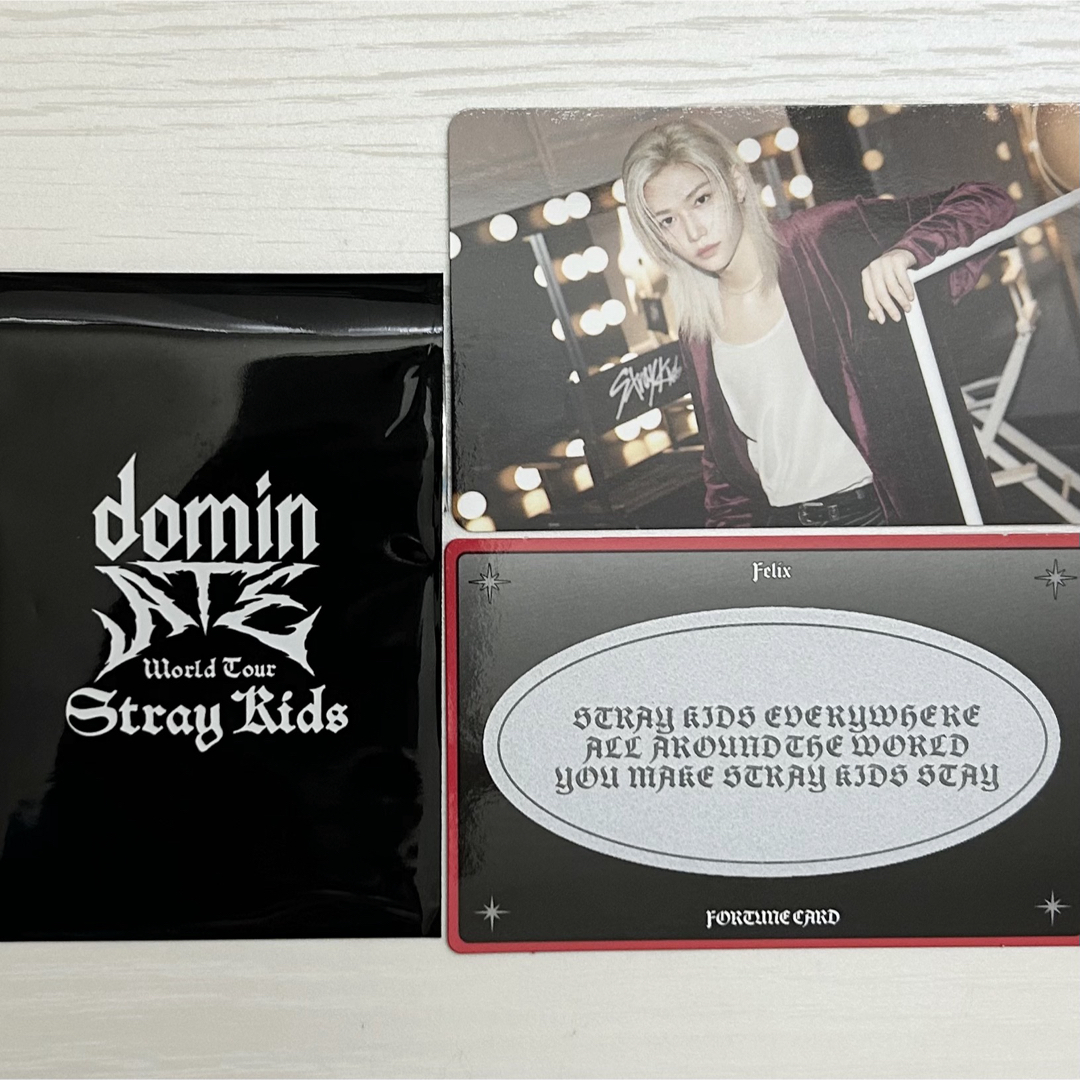 domin
ATE
World Tour
Stray Kids
Stray Kids
Felix
STRAY KIDS EVERYWHERE
ALL AROUND THE WORLD
YOU MAKE STRAY KIDS STAY
FORTUNE CARD